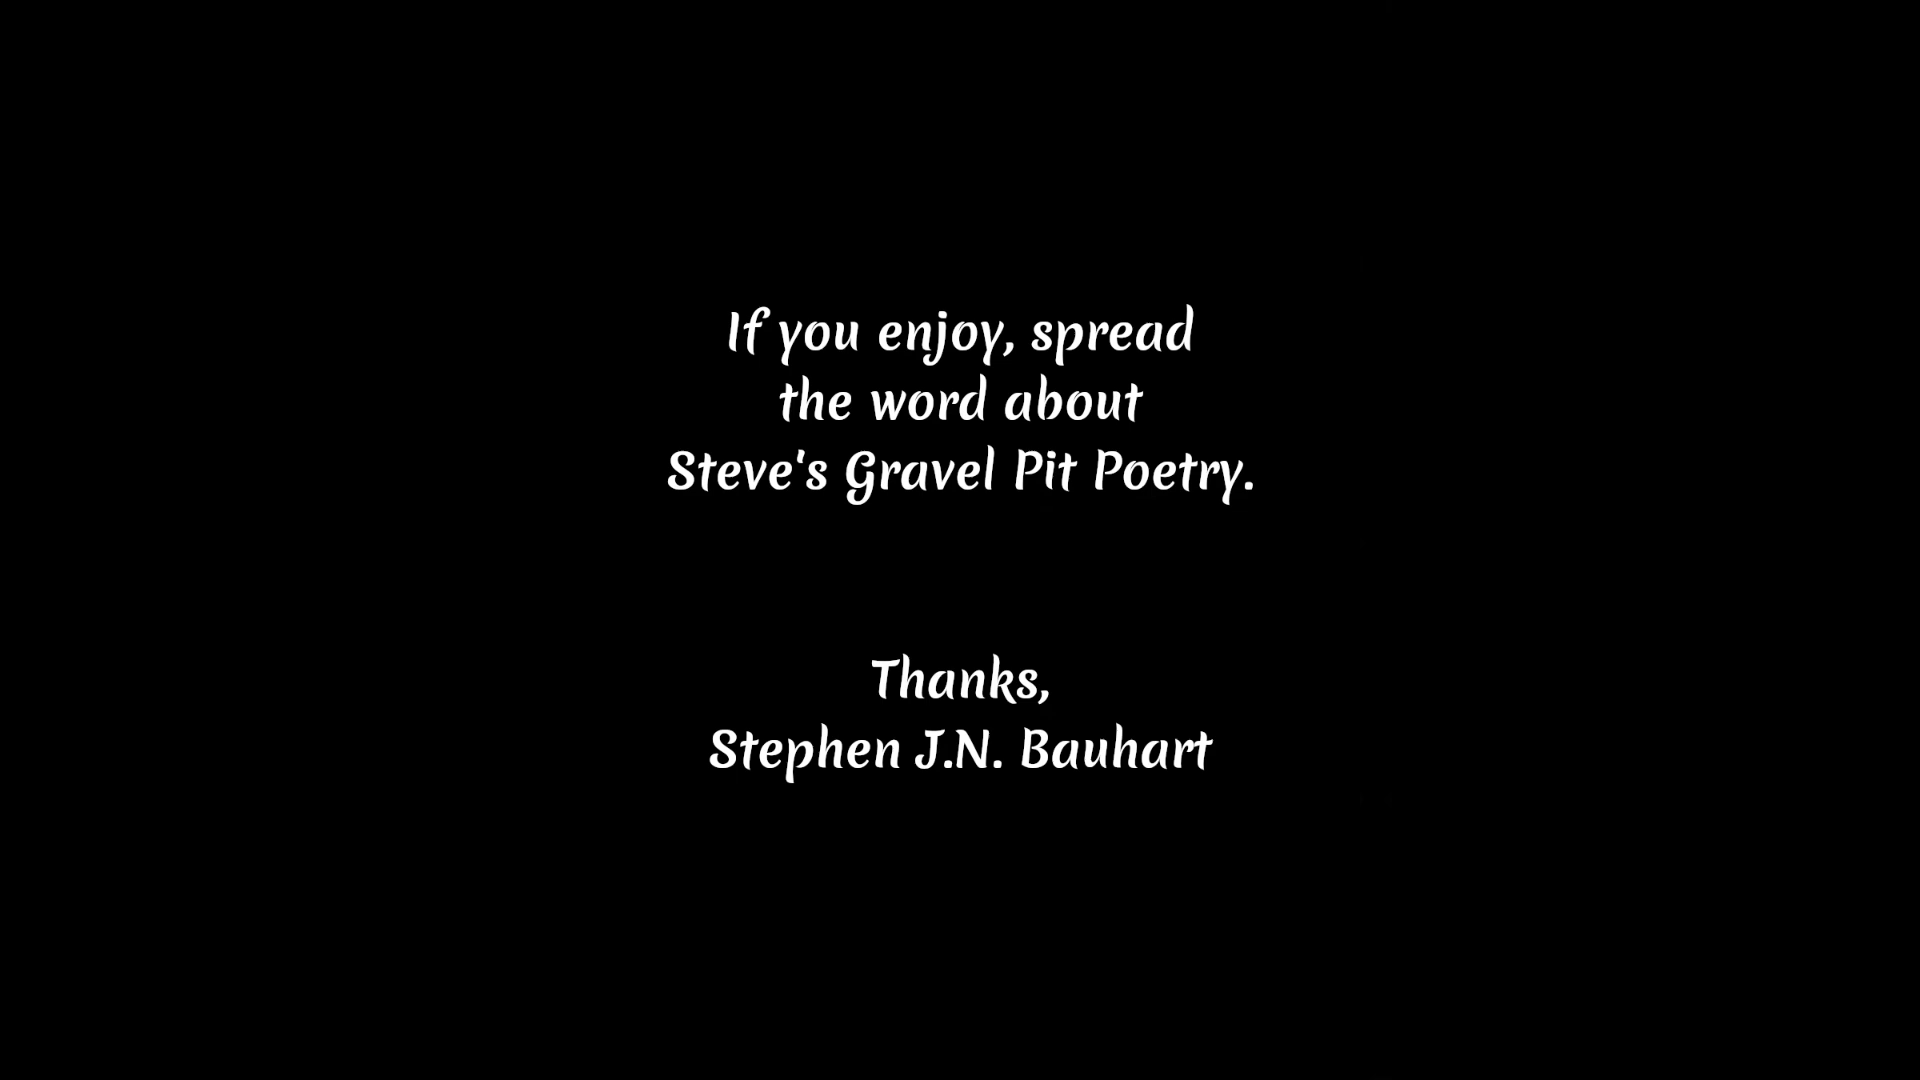 If you enjoy, spread
the word about
Steve's Gravel Pit Poetry.
Thanks,
Stephen J.N. Bauhart